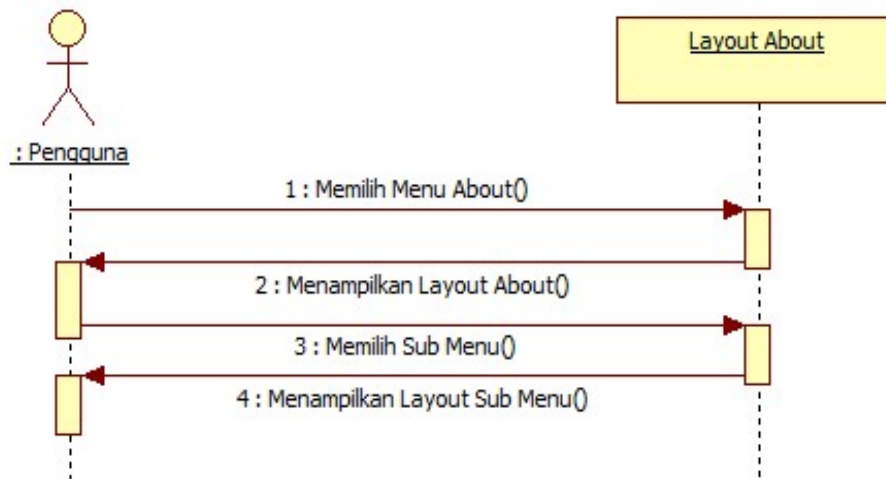 Layout About
: Pengguna
1 : Memilih Menu About()
2 : Menampilkan Layout About()
3 : Memilih Sub Menu()
4 : Menampilkan Layout Sub Menu()